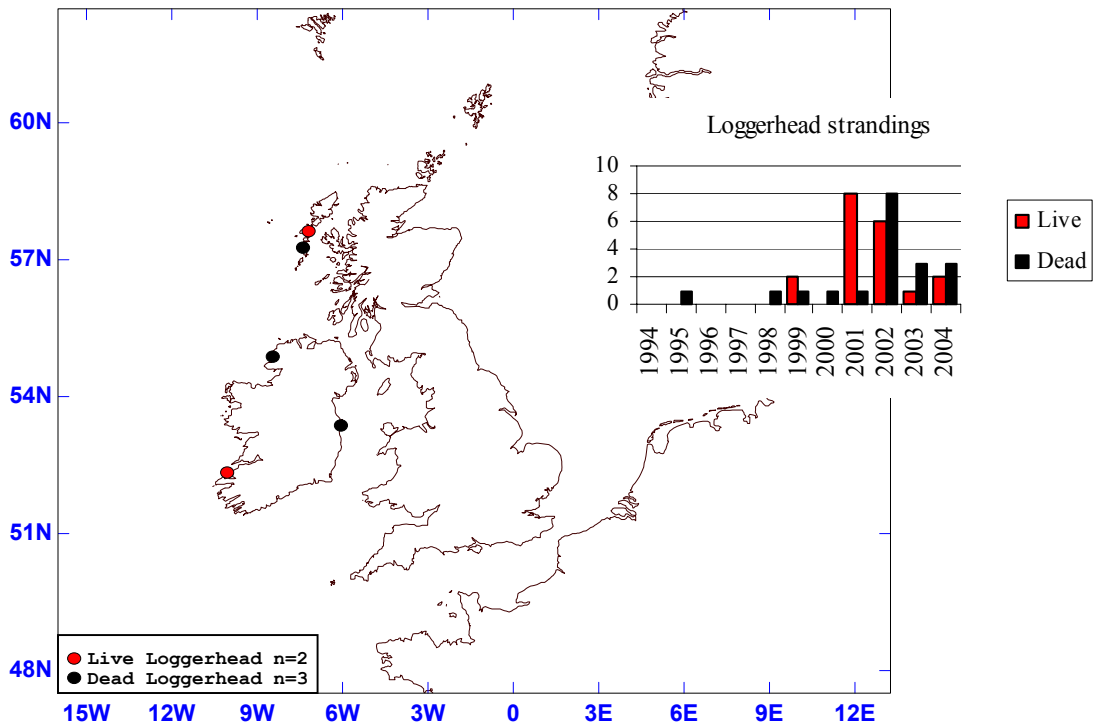 60N
57N
54N
51N
48N
15W 12W 9W 6W 3W 0 3E 6E 9E 12E
Live Loggerhead n=2
Dead Loggerhead n=3
Loggerhead strandings
10
8
6
4
2
0
1994 1995 1996 1997 1998 1999 2000 2001 2002 2003 2004
Live
Dead